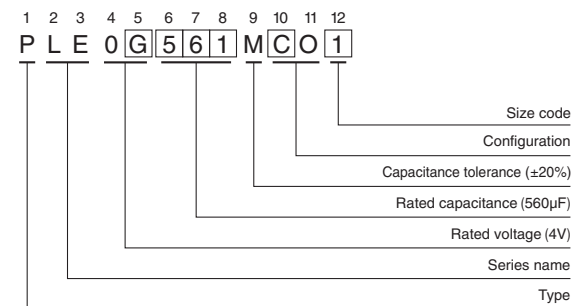 1 2 3 4 5 6 7 8 9 10 11 12
P L E 0 G 5 6 1 M C O 1
Size code
Configuration
Capacitance tolerance (±20%)
Rated capacitance (560µF)
Rated voltage (4V)
Series name
Type